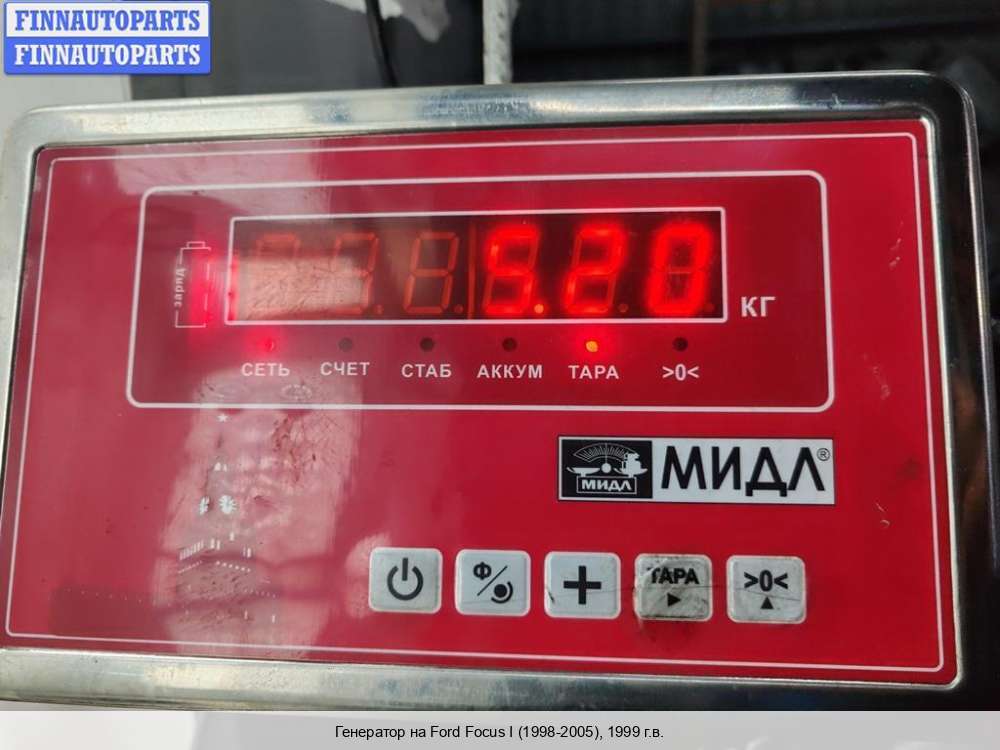 FINNAUTOPARTS
FINNAUTOPARTS
заряд
5.20
КГ
СЕТЬ СЧЕТ СТАБ АККУМ ТАРА >0<
МИДЛ МИДЛ®
Ф ТАРА >0<
Генератор на Ford Focus I (1998-2005), 1999 г.в.